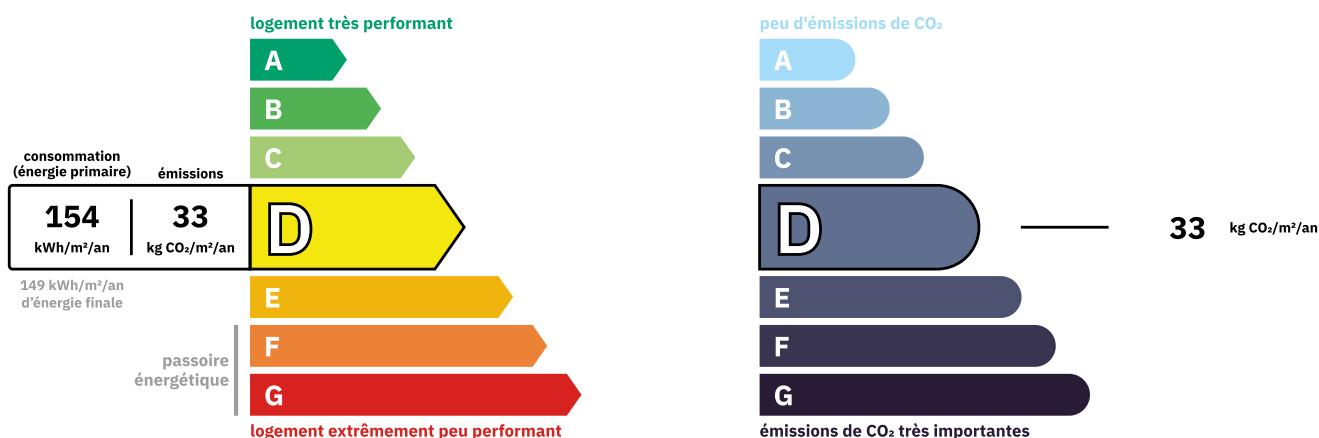 logement très performant
A
B
C
consommation
(énergie primaire)
émissions
154
kWh/m²/an
33
kg CO₂/m²/an
D
149 kWh/m²/an
d'énergie finale
E
F
passoire
énergétique
G
logement extrêmement peu performant
peu d'émissions de CO₂
A
B
C
D
33 kg CO₂/m²/an
E
F
G
émissions de CO₂ très importantes